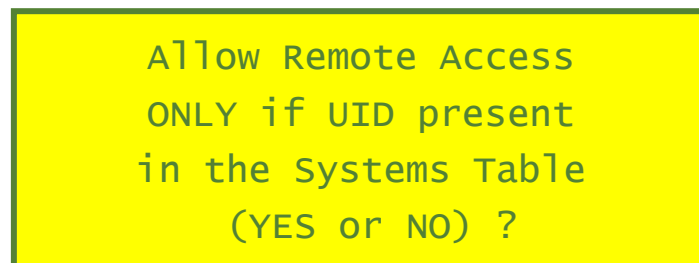 Allow Remote Access
ONLY if UID present
in the Systems Table
(YES or NO) ?